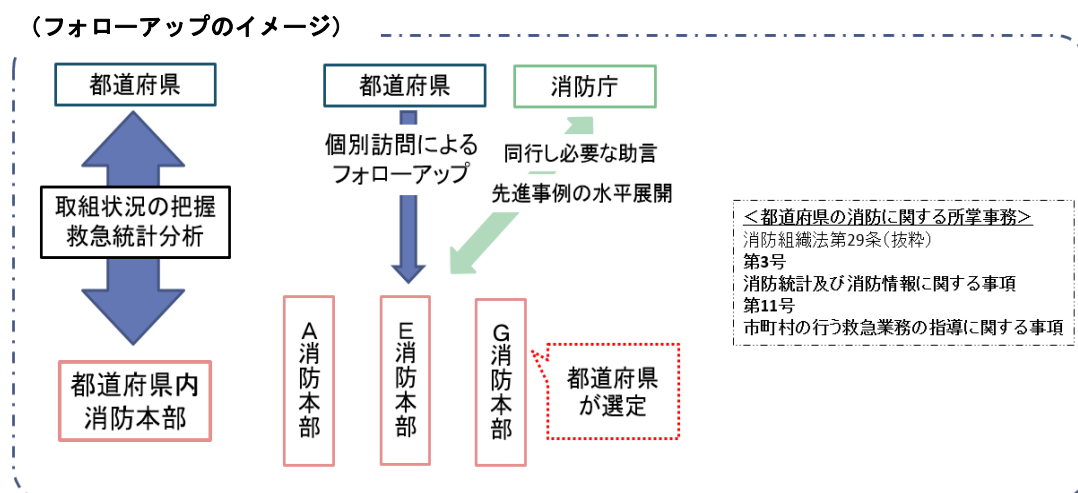 （フォローアップのイメージ）
都道府県
取組状況の把握
救急統計分析
都道府県内
消防本部
都道府県
消防庁
個別訪問による
フォローアップ
同行し必要な助言
先進事例の水平展開
A消防本部
E消防本部
G消防本部
都道府県
が選定
＜都道府県の消防に関する所掌事務＞
消防組織法第29条（抜粋）
第3号
消防統計及び消防情報に関する事項
第11号
市町村の行う救急業務の指導に関する事項